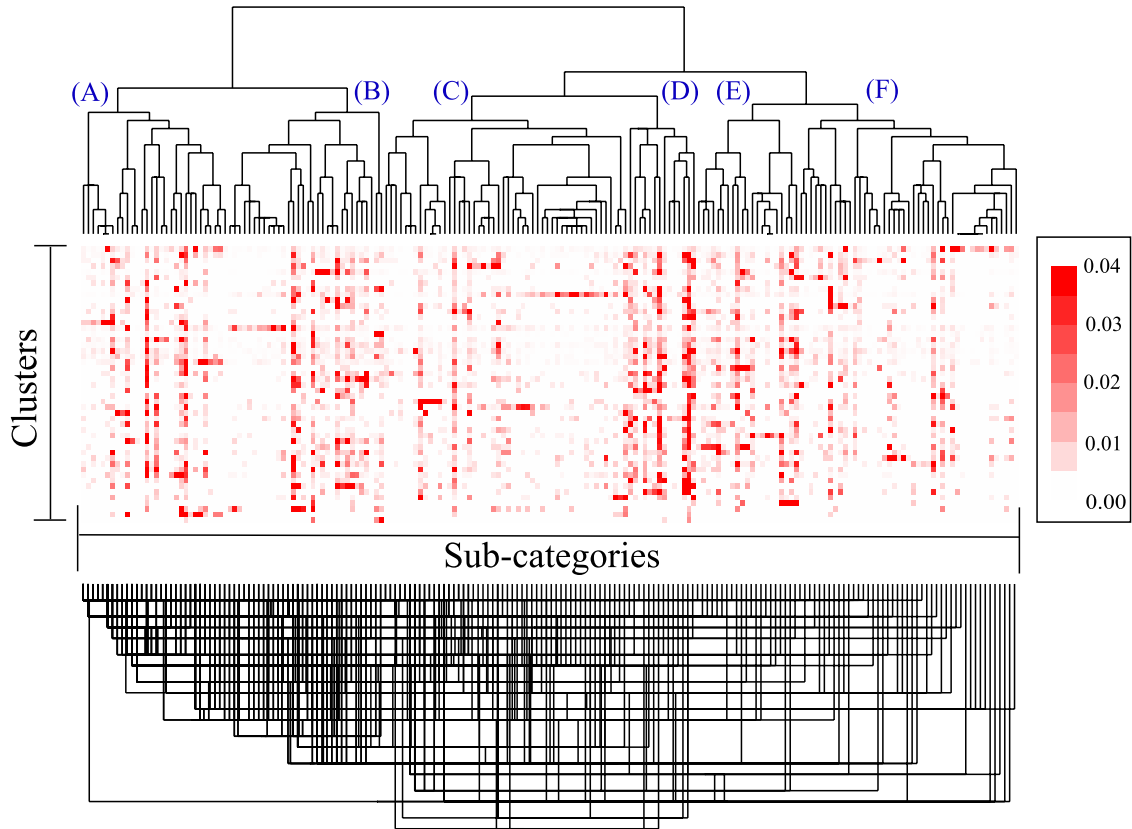 (A)
(B)
(C)
(D)
(E)
(F)
Clusters
0.04
0.03
0.02
0.01
0.00
Sub-categories